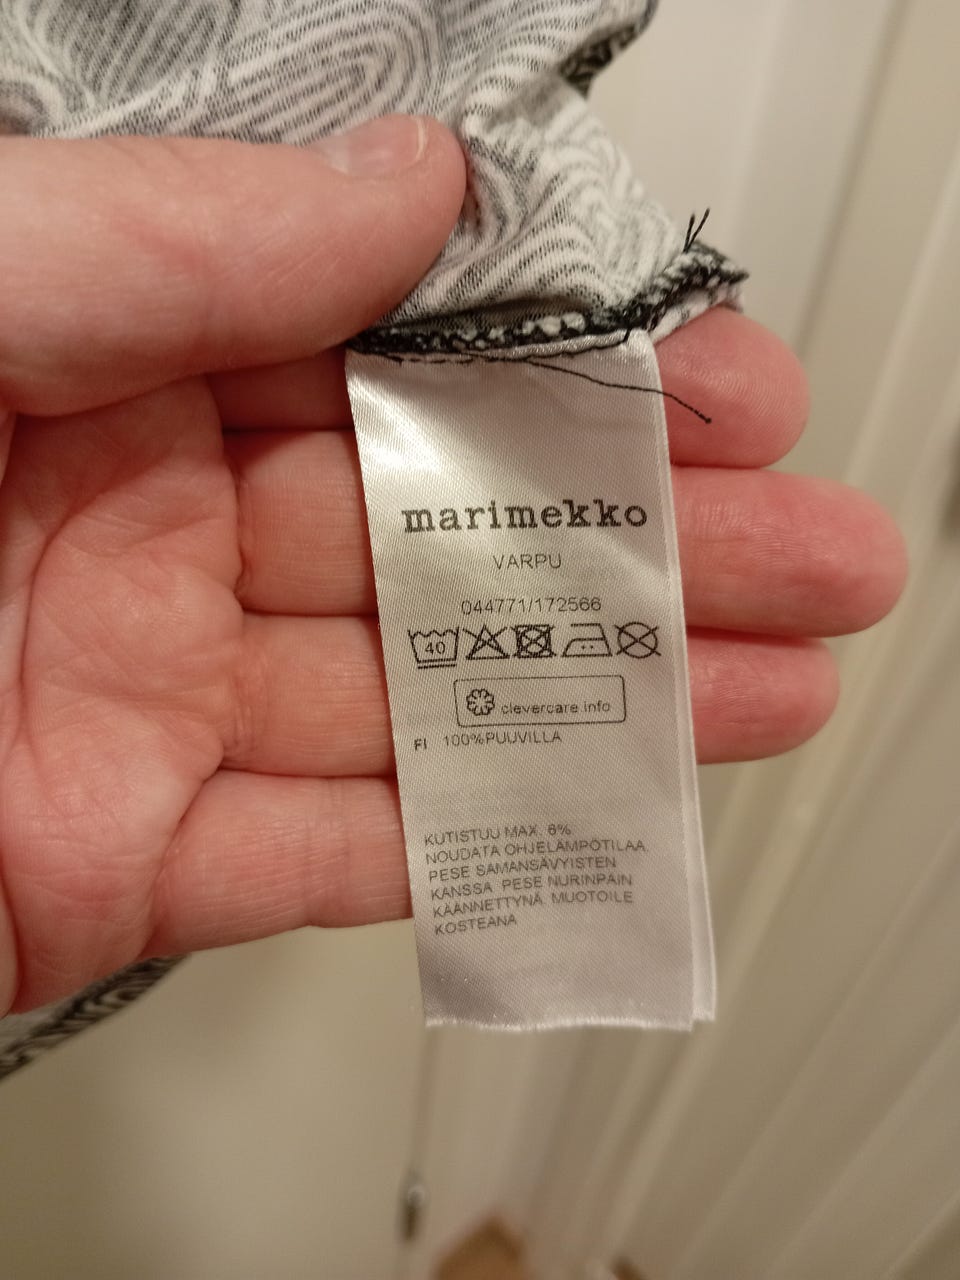 marimekko
VARPU
044771/172566
40
clevercare.info
FI 100%PUUVILLA
KUTISTUU MAX. 6%.
NOUDATA OHJELÄMPÖTILAA.
PESE SAMANSÄVYISTEN
KANSSA. PESE NURINPÄIN
KÄÄNNETTYNÄ. MUOTOILE
KOSTEANA